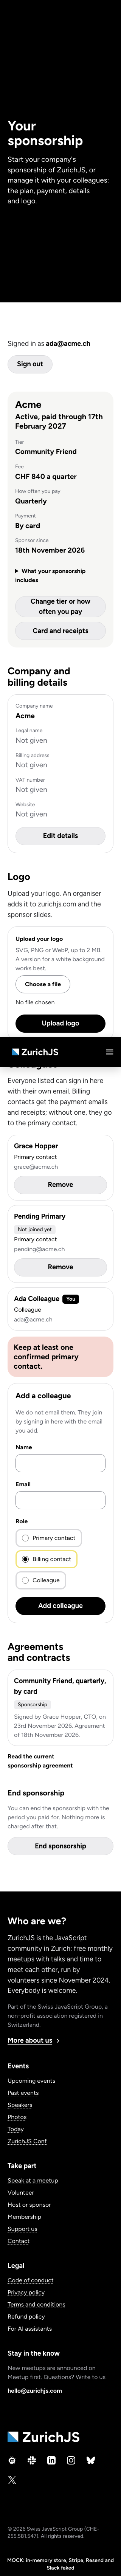 Your
sponsorship
Start your company's
sponsorship of ZurichJS, or
manage it with your colleagues:
the plan, payment, details
and logo.
Signed in as ada@acme.ch
Sign out
Acme
Active, paid through 17th
February 2027
Tier
Community Friend
Fee
CHF 840 a quarter
How often you pay
Quarterly
Payment
By card
Sponsor since
18th November 2026
What your sponsorship
includes
Change tier or how
often you pay
Card and receipts
Company and
billing details
Company name
Acme
Legal name
Not given
Billing address
Not given
VAT number
Not given
Website
Not given
Edit details
Logo
Upload your logo. An organiser
adds it to zurichjs.com and the
sponsor slides.
Upload your logo
SVG, PNG or WebP, up to 2 MB.
A version for a white background
works best.
Choose a file
No file chosen
Upload logo
ZurichJS
Everyone listed can sign in here
with their own email. Billing
contacts get the payment emails
and receipts; without one, they go
to the primary contact.
Grace Hopper
Primary contact
grace@acme.ch
Remove
Pending Primary
Not joined yet
Primary contact
pending@acme.ch
Remove
Ada Colleague You
Colleague
ada@acme.ch
Keep at least one
confirmed primary
contact.
Add a colleague
We do not email them. They join
by signing in here with the email
you add.
Name
Email
Role
Primary contact
Billing contact
Colleague
Add colleague
Agreements
and contracts
Community Friend, quarterly,
by card
Sponsorship
Signed by Grace Hopper, CTO, on
23rd November 2026. Agreement
of 18th November 2026.
Read the current
sponsorship agreement
End sponsorship
You can end the sponsorship with the
period you paid for. Nothing more is
charged after that.
End sponsorship
Who are we?
ZurichJS is the JavaScript
community in Zurich: free monthly
meetups with talks and time to
meet each other, run by
volunteers since November 2024.
Everybody is welcome.
Part of the Swiss JavaScript Group, a
non-profit association registered in
Switzerland.
More about us
Events
Upcoming events
Past events
Speakers
Photos
Today
ZurichJS Conf
Take part
Speak at a meetup
Volunteer
Host or sponsor
Membership
Support us
Contact
Legal
Code of conduct
Privacy policy
Terms and conditions
Refund policy
For AI assistants
Stay in the know
New meetups are announced on
Meetup first. Questions? Write to us.
hello@zurichjs.com
ZurichJS
© 2026 Swiss JavaScript Group (CHE-
255.581.547). All rights reserved.
MOCK: in-memory store, Stripe, Resend and
Slack faked